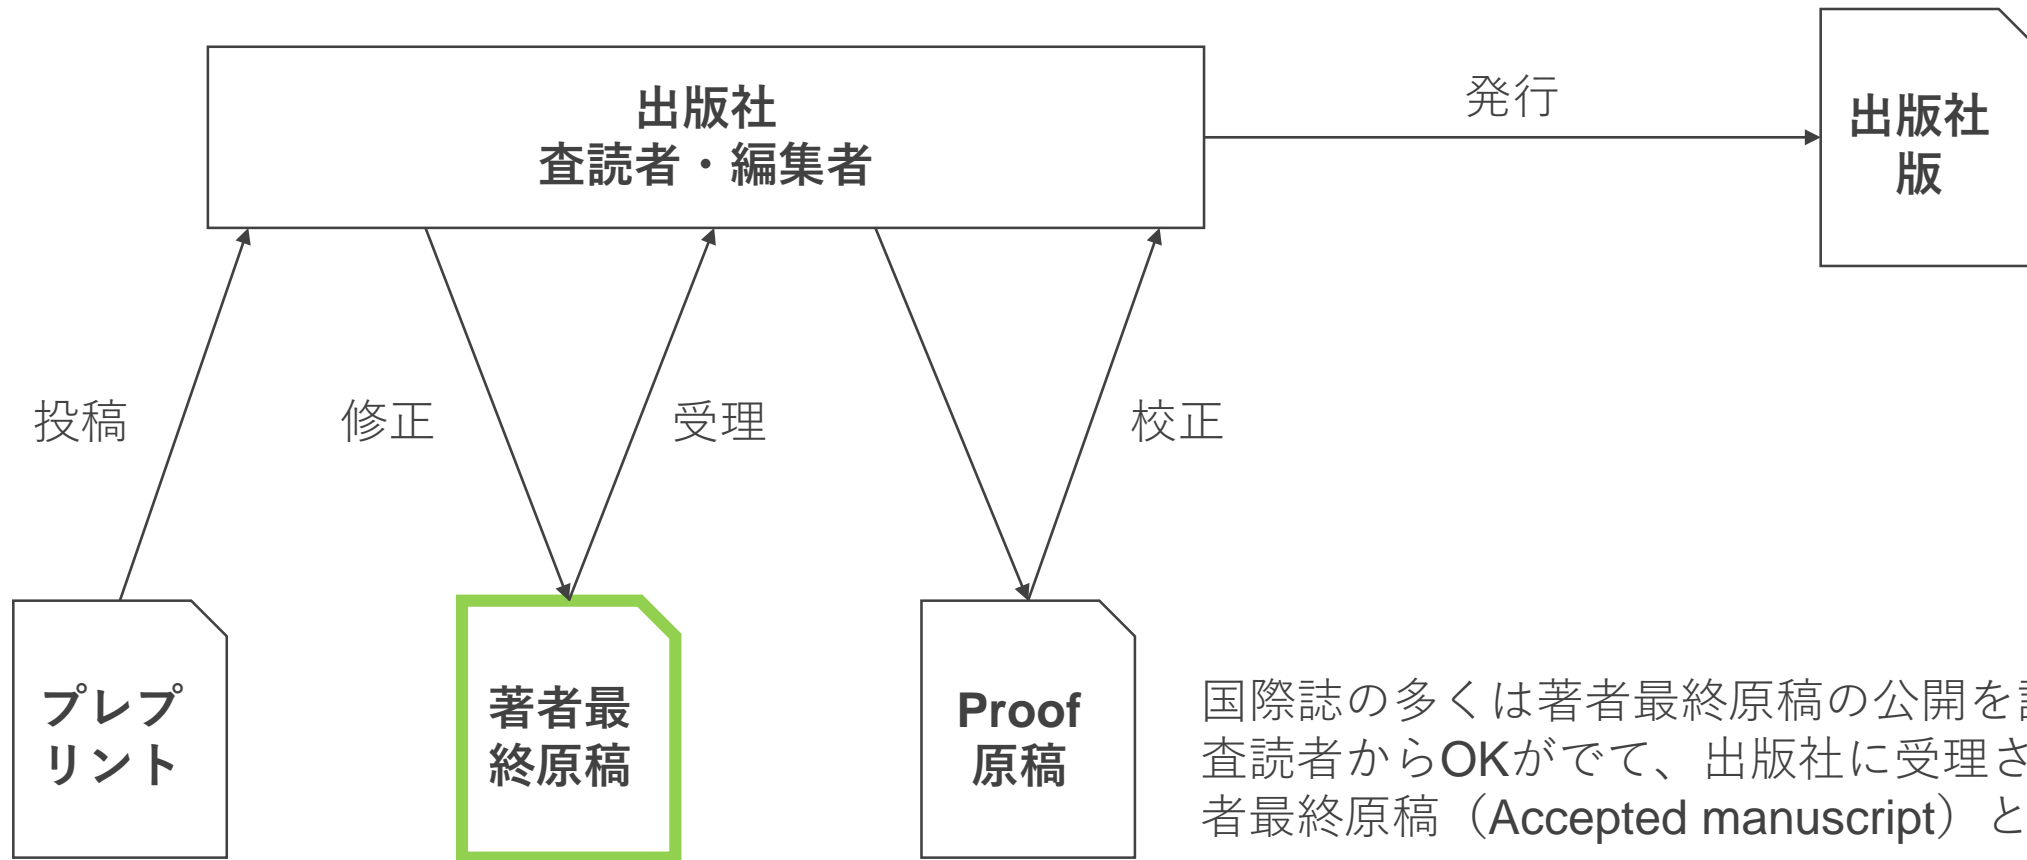 出版社
査読者・編集者
発行
出版社
版
投稿
修正
受理
校正
プレプ
リント
著者最
終原稿
Proof
原稿
国際誌の多くは著者最終原稿の公開を
査読者からOKがでて、出版社に受理さ
者最終原稿（Accepted manuscript）と